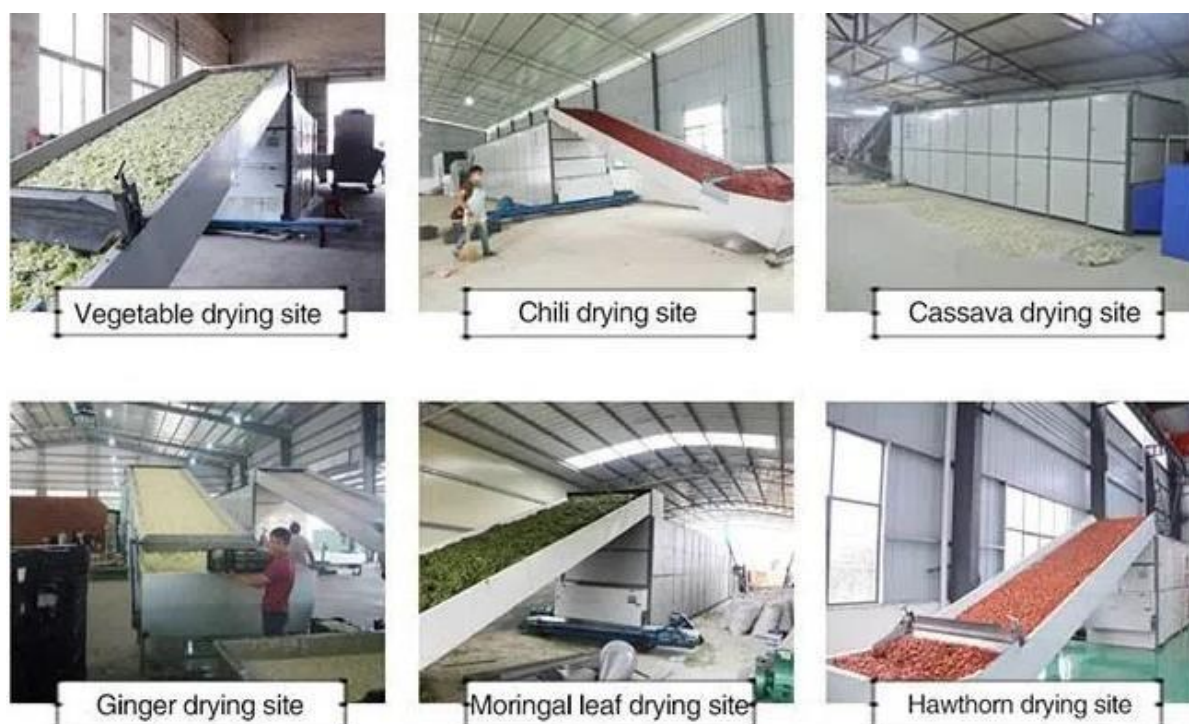 Vegetable drying site
Chili drying site
Cassava drying site
Ginger drying site
Moringal leaf drying site
Hawthorn drying site